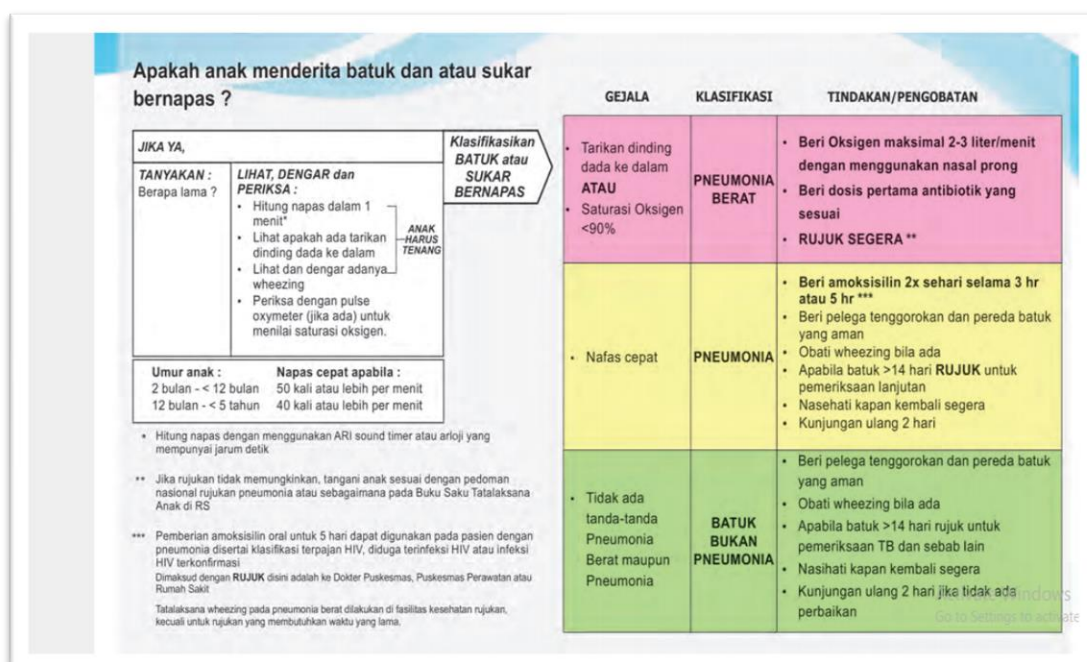 Apakah anak menderita batuk dan atau sukar
bernapas ?
JIKA YA,
TANYAKAN :
Berapa lama ?
LIHAT, DENGAR dan
PERIKSA :
• Hitung napas dalam 1
menit*
• Lihat apakah ada tarikan
dinding dada ke dalam
• Lihat dan dengar adanya
wheezing
• Periksa dengan pulse
oxymeter (jika ada) untuk
menilai saturasi oksigen.
ANAK
HARUS
TENANG
Klasifikasikan
BATUK atau
SUKAR
BERNAPAS
Umur anak : Napas cepat apabila :
2 bulan - < 12 bulan 50 kali atau lebih per menit
12 bulan - < 5 tahun 40 kali atau lebih per menit
• Hitung napas dengan menggunakan ARI sound timer atau arloji yang
mempunyai jarum detik
** Jika rujukan tidak memungkinkan, tangani anak sesuai dengan pedoman
nasional rujukan pneumonia atau sebagaimana pada Buku Saku Tatalaksana
Anak di RS
*** Pemberian amoksisilin oral untuk 5 hari dapat digunakan pada pasien dengan
pneumonia disertai klasifikasi terpajan HIV, diduga terinfeksi HIV atau infeksi
HIV terkonfirmasi
Dimaksud dengan RUJUK disini adalah ke Dokter Puskesmas, Puskesmas Perawatan atau
Rumah Sakit
Tatalaksana wheezing pada pneumonia berat dilakukan di fasilitas kesehatan rujukan,
kecuali untuk rujukan yang membutuhkan waktu yang lama.
GEJALA KLASIFIKASI TINDAKAN/PENGOBATAN
• Tarikan dinding
dada ke dalam
ATAU
• Saturasi Oksigen
<90%
PNEUMONIA
BERAT
• Beri Oksigen maksimal 2-3 liter/menit
dengan menggunakan nasal prong
• Beri dosis pertama antibiotik yang
sesuai
• RUJUK SEGERA **
• Nafas cepat
PNEUMONIA
• Beri amoksisilin 2x sehari selama 3 hr
atau 5 hr ***
• Beri pelega tenggorokan dan pereda batuk
yang aman
• Obati wheezing bila ada
• Apabila batuk >14 hari RUJUK untuk
pemeriksaan lanjutan
• Nasehati kapan kembali segera
• Kunjungan ulang 2 hari
• Tidak ada
tanda-tanda
Pneumonia
Berat maupun
Pneumonia
BATUK
BUKAN
PNEUMONIA
• Beri pelega tenggorokan dan pereda batuk
yang aman
• Obati wheezing bila ada
• Apabila batuk >14 hari rujuk untuk
pemeriksaan TB dan sebab lain
• Nasihati kapan kembali segera
• Kunjungan ulang 2 hari jika tidak ada
perbaikan
Windows
Go to Settings to activate